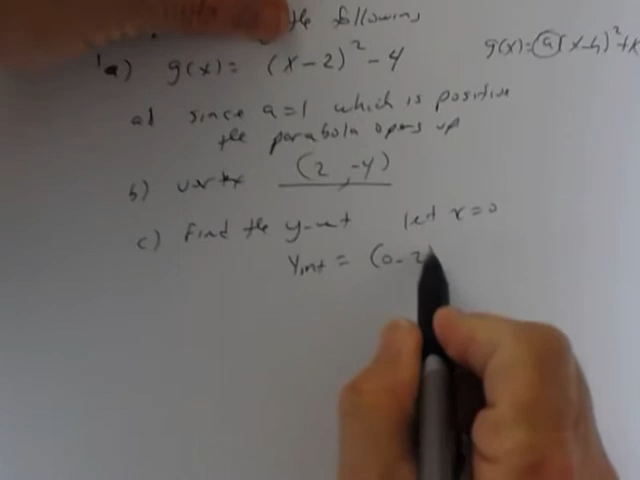 the following
1a) g(x) = (x-2)² -4
g(x) = a(x-h)²+k
a) since a=1 which is positive
the parabola opens up
b) vertex (2, -4)
c) Find the y-int let x=0
Yint = (0-2